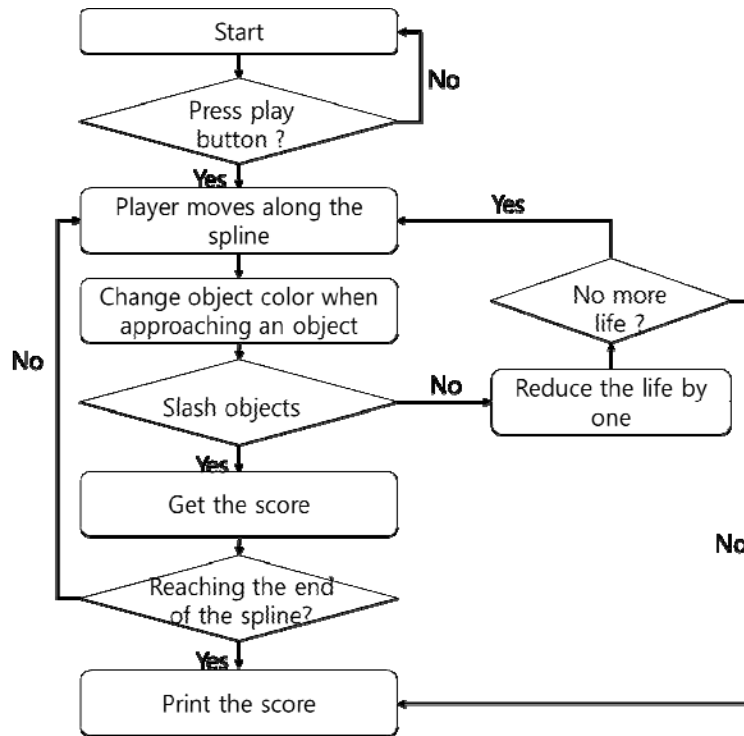 Start
No
Press play
button ?
Yes
Player moves along the
spline
Yes
Change object color when
approaching an object
No more
life ?
No
Slash objects
No
Reduce the life by
one
Yes
Get the score
No
Reaching the end
of the spline?
Yes
Print the score